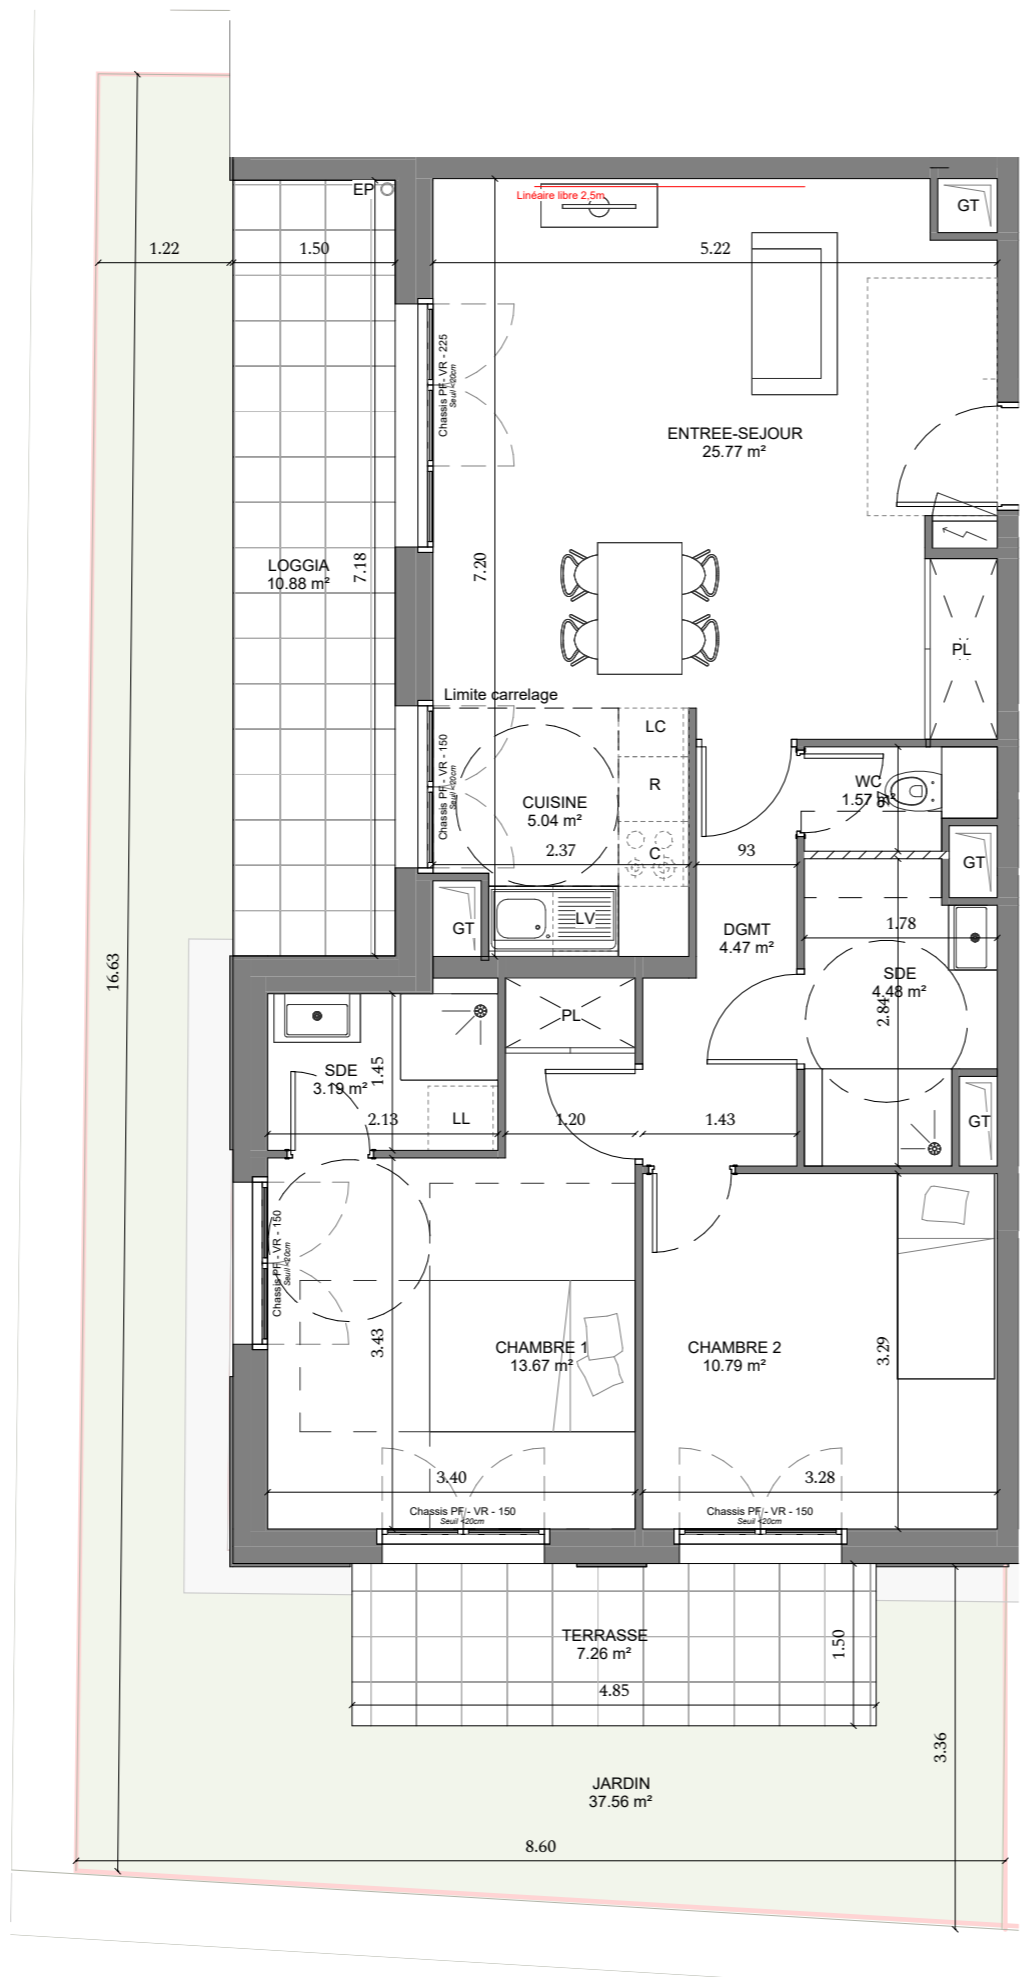 EP
Linéaire libre 2,5m
GT
1.22
1.50
5.22
Chassis PF - VR - 225
Seuil <20cm
ENTREE-SEJOUR
25.77 m²
LOGGIA
10.88 m²
7.18
7.20
PL
Limite carrelage
LC
Chassis PF - VR - 150
Seuil <20cm
R
WC
1.57 m²
CUISINE
5.04 m²
2.37
C
93
GT
GT
LV
DGMT
4.47 m²
1.78
SDE
4.48 m²
2.84
16.63
PL
SDE
3.19 m²
1.45
LL
2.13
1.20
1.43
GT
Chassis PF - VR - 150
Seuil <20cm
3.43
CHAMBRE 1
13.67 m²
CHAMBRE 2
10.79 m²
3.29
3.40
3.28
Chassis PF - VR - 150
Seuil <20cm
Chassis PF - VR - 150
Seuil <20cm
TERRASSE
7.26 m²
1.50
4.85
3.36
JARDIN
37.56 m²
8.60